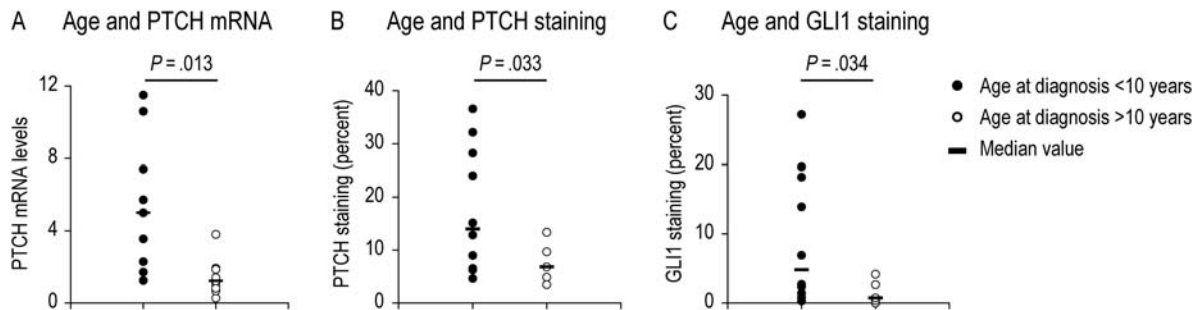 A Age and PTCH mRNA
P = .013
PTCH mRNA levels
12
8
4
0
B Age and PTCH staining
P = .033
PTCH staining (percent)
40
30
20
10
0
C Age and GLI1 staining
P = .034
GLI1 staining (percent)
30
20
10
0
Age at diagnosis <10 years
Age at diagnosis >10 years
Median value